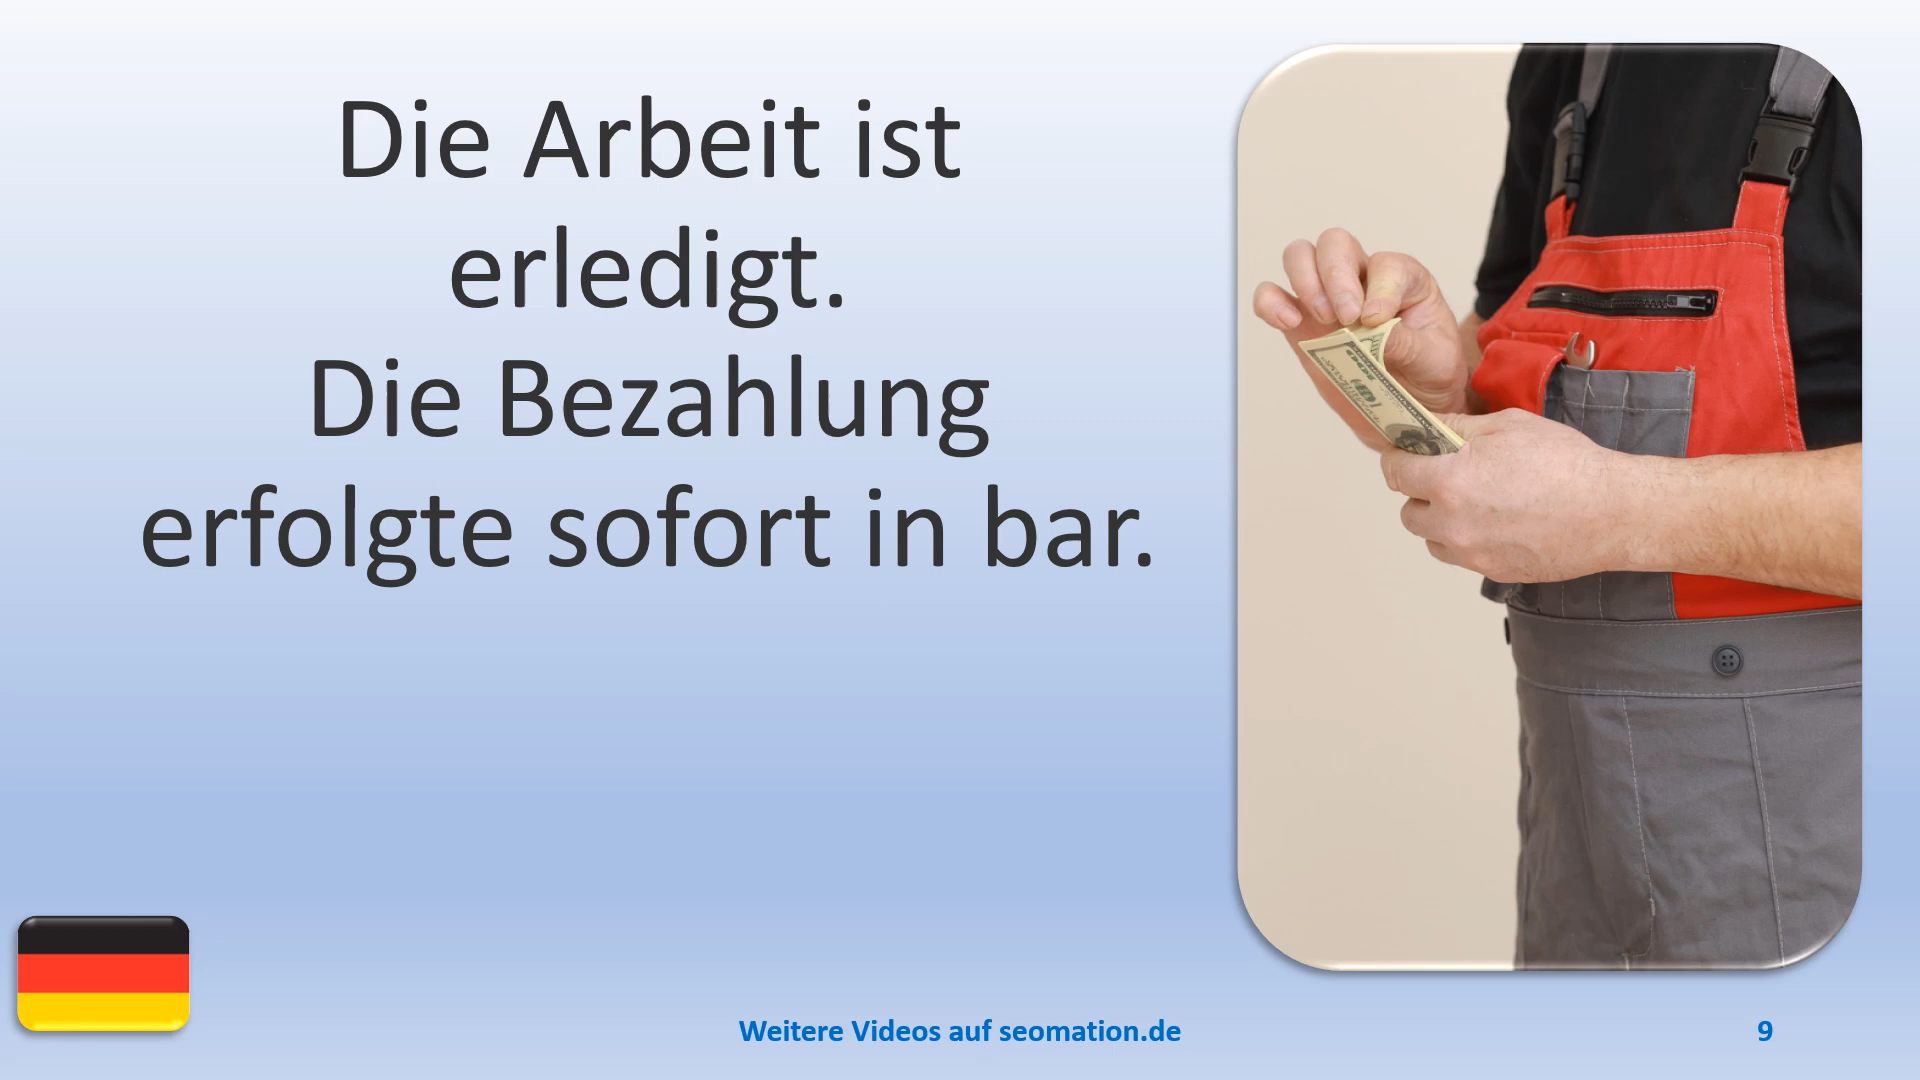 Die Arbeit ist
erledigt.
Die Bezahlung
erfolgte sofort in bar.
Weitere Videos auf seomation.de
9